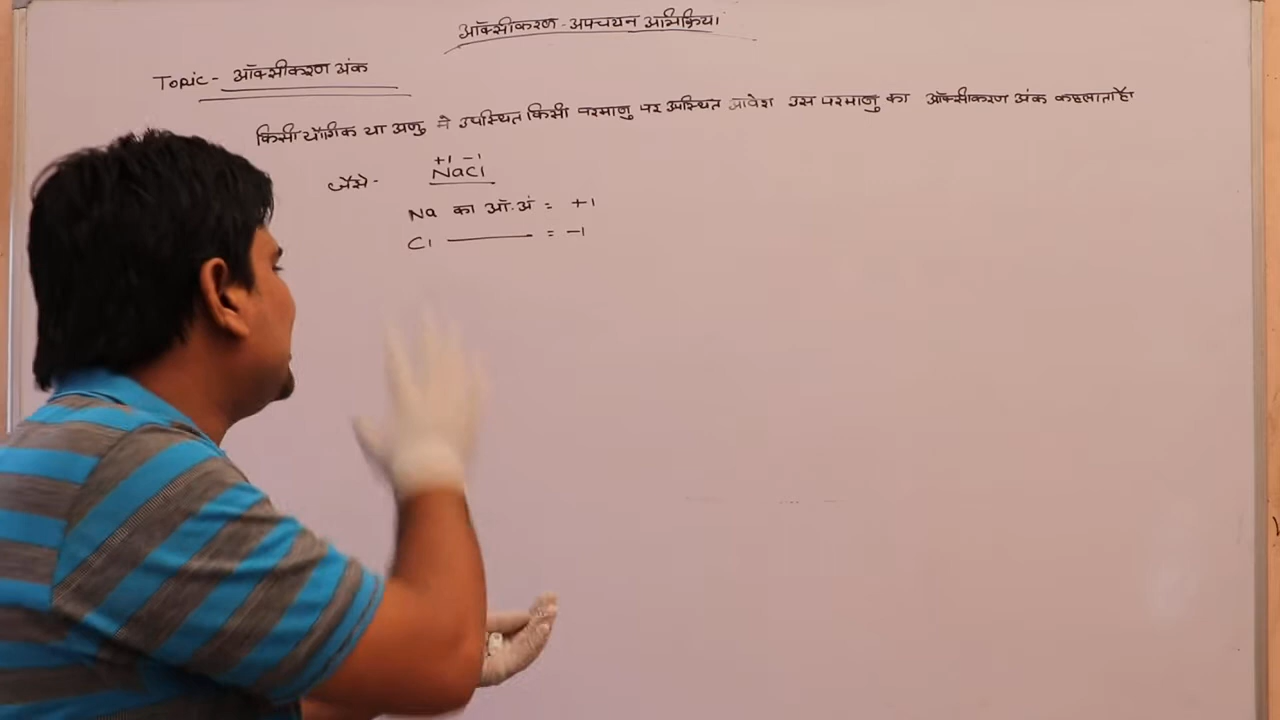 ऑक्सीकरण-अपचयन अभिक्रिया
Topic- ऑक्सीकरण अंक
किसी यौगिक या अणु मे उपस्थित किसी परमाणु पर उपस्थित आवेश उस परमाणु का ऑक्सीकरण अंक कहलाता है।
+1 -1
जैसे- NaCl
Na का ऑ.अं = +1
Cl ——— = -1